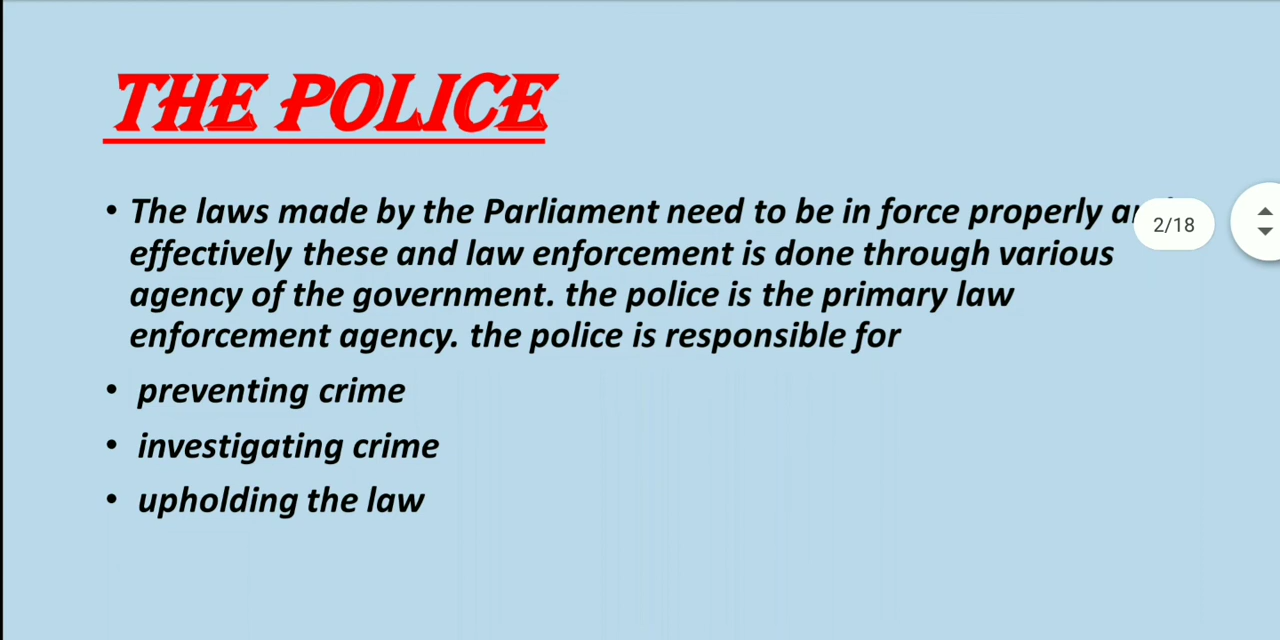 THE POLICE
• The laws made by the Parliament need to be in force properly
2/18
effectively these and law enforcement is done through various
agency of the government. the police is the primary law
enforcement agency. the police is responsible for
• preventing crime
• investigating crime
• upholding the law